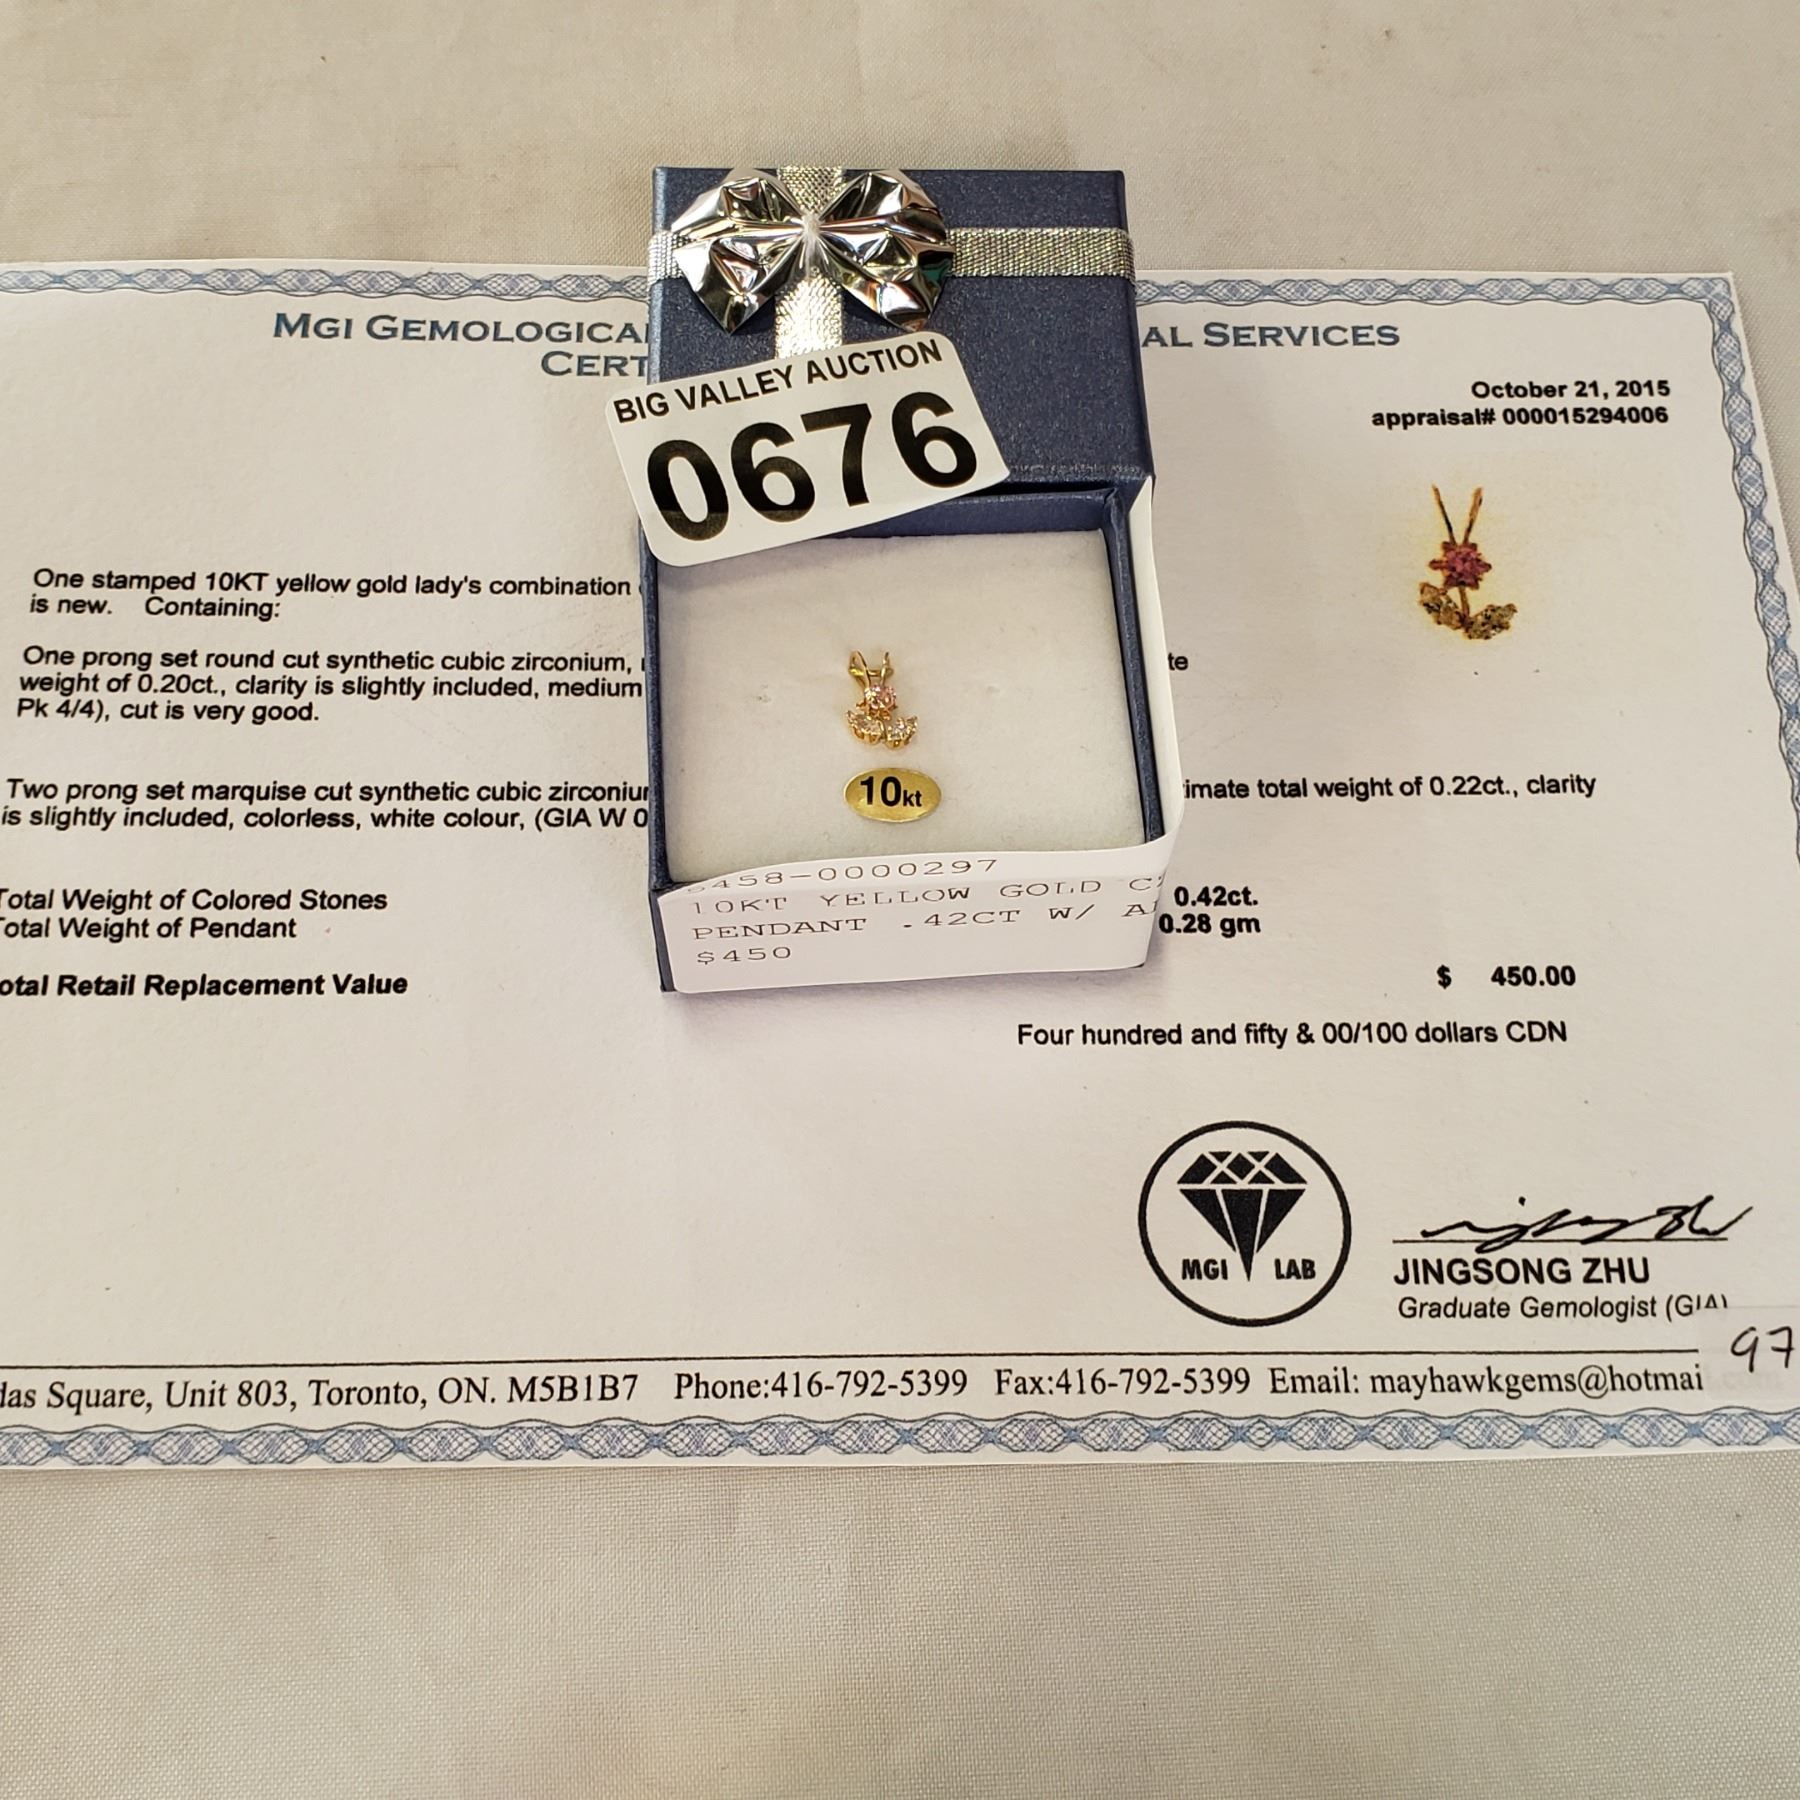 MGI GEMOLOGICA AL SERVICES
CERT
October 21, 2015
appraisal# 000015294006
BIG VALLEY AUCTION
0676
One stamped 10KT yellow gold lady's combination
is new. Containing:
One prong set round cut synthetic cubic zirconium, te
weight of 0.20ct., clarity is slightly included, medium
Pk 4/4), cut is very good.
Two prong set marquise cut synthetic cubic zirconiu imate total weight of 0.22ct., clarity
is slightly included, colorless, white colour, (GIA W 0
10kt
458-0000297
10KT YELLOW GOLD C
PENDANT .42CT W/ A
$450
Total Weight of Colored Stones 0.42ct.
Total Weight of Pendant 0.28 gm
otal Retail Replacement Value $ 450.00
Four hundred and fifty & 00/100 dollars CDN
MGI LAB
JINGSONG ZHU
Graduate Gemologist (GIA)
97
das Square, Unit 803, Toronto, ON. M5B1B7 Phone:416-792-5399 Fax:416-792-5399 Email: mayhawkgems@hotmai